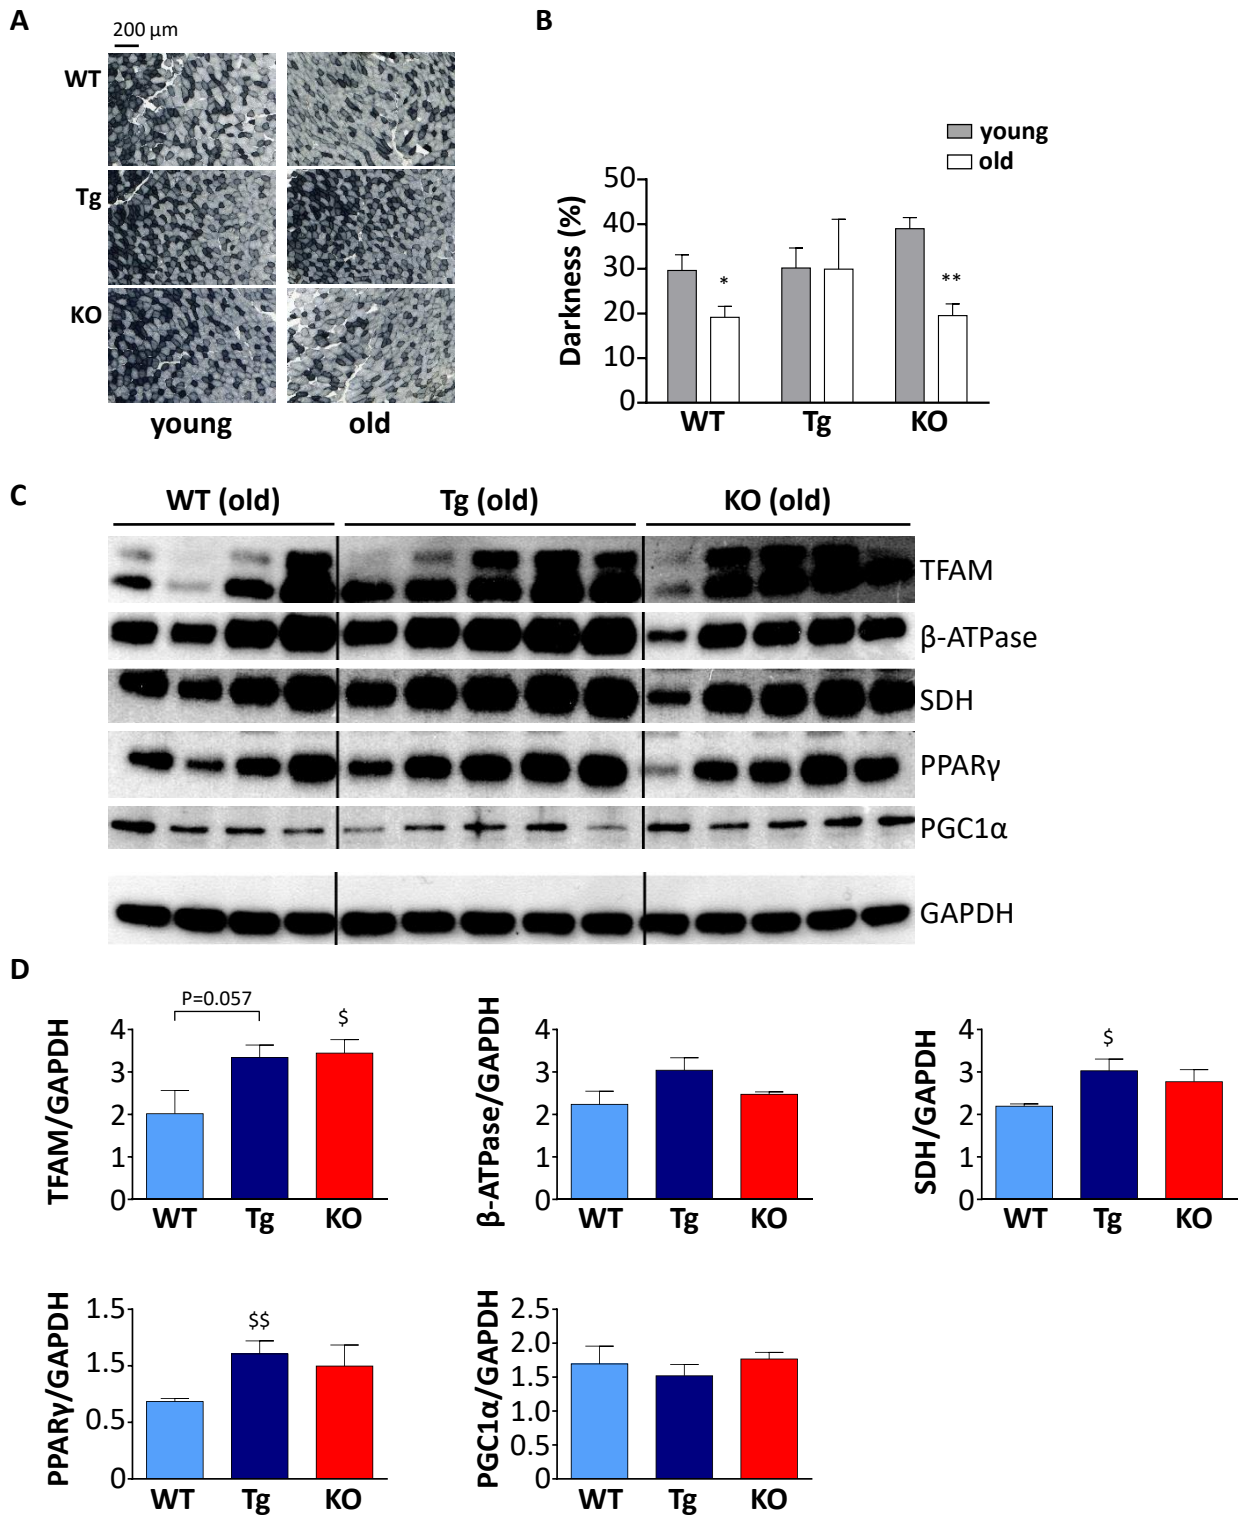 A
200 µm
WT
Tg
KO
young
old
B
young
old
Darkness (%)
50
40
30
20
10
0
*
**
WT
Tg
KO
C
WT (old)
Tg (old)
KO (old)
TFAM
β-ATPase
SDH
PPARγ
PGC1α
GAPDH
D
TFAM/GAPDH
4
3
2
1
0
P=0.057
$
WT
Tg
KO
β-ATPase/GAPDH
4
3
2
1
0
WT
Tg
KO
SDH/GAPDH
4
3
2
1
0
$
WT
Tg
KO
PPARγ/GAPDH
1.5
1.5
0.5
0
$$
WT
Tg
KO
PGC1α/GAPDH
2.5
2.0
1.5
1.0
0.5
0
WT
Tg
KO